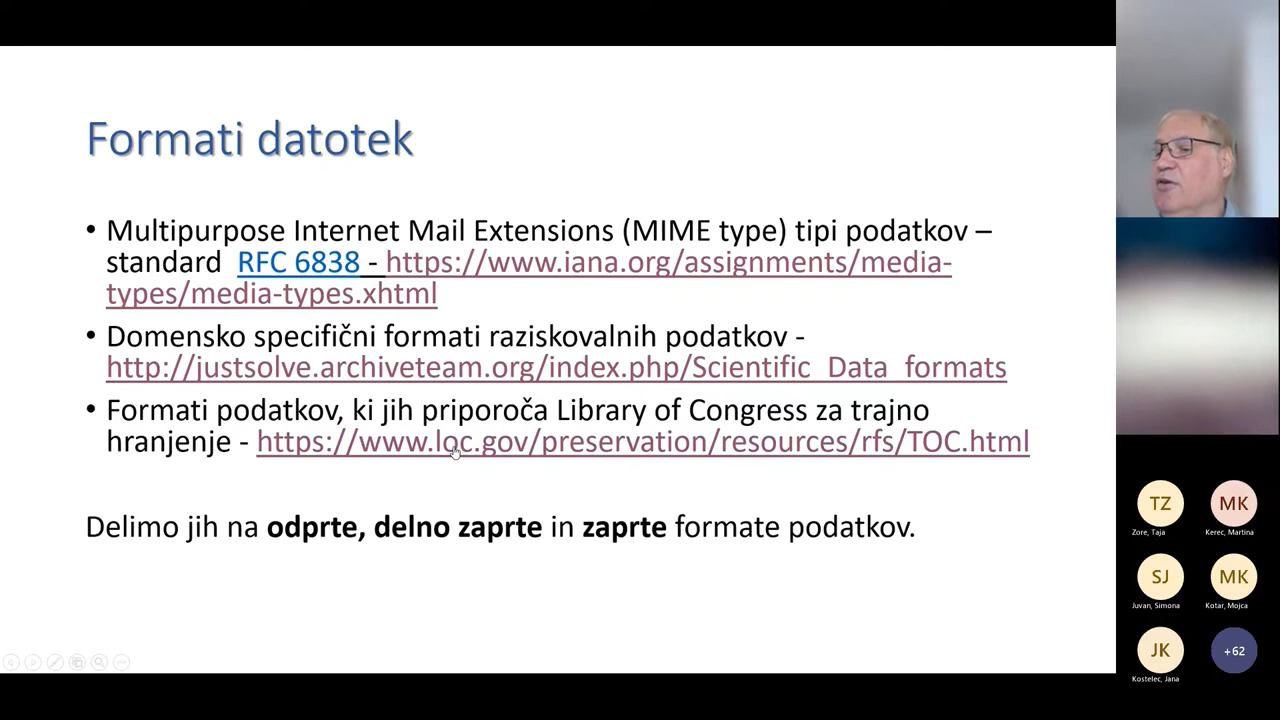 Formati datotek
• Multipurpose Internet Mail Extensions (MIME type) tipi podatkov –
standard RFC 6838 - https://www.iana.org/assignments/media-
types/media-types.xhtml
• Domensko specifični formati raziskovalnih podatkov -
http://justsolve.archiveteam.org/index.php/Scientific_Data_formats
• Formati podatkov, ki jih priporoča Library of Congress za trajno
hranjenje - https://www.loc.gov/preservation/resources/rfs/TOC.html
Delimo jih na odprte, delno zaprte in zaprte formate podatkov.
TZ MK
Zore, Taja Kerec, Martina
SJ MK
Juvan, Simona Kotar, Mojca
JK +62
Kostelec, Jana